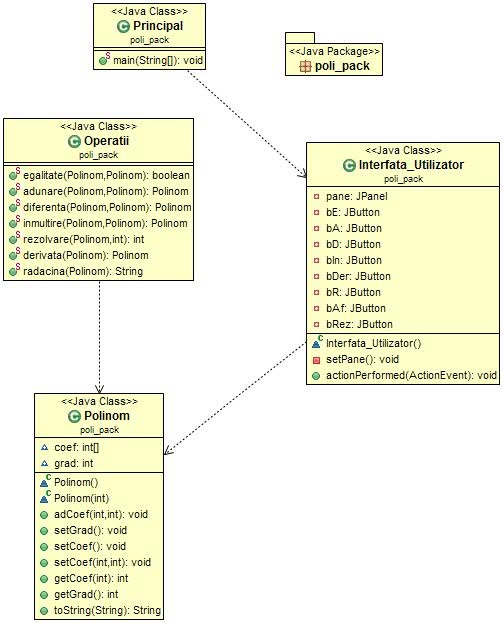 <<Java Class>>
Principal
poli_pack
main(String[]): void
<<Java Package>>
poli_pack
<<Java Class>>
Operatii
poli_pack
egalitate(Polinom,Polinom): boolean
adunare(Polinom,Polinom): Polinom
diferenta(Polinom,Polinom): Polinom
inmultire(Polinom,Polinom): Polinom
rezolvare(Polinom,int): int
derivata(Polinom): Polinom
radacina(Polinom): String
<<Java Class>>
Interfata_Utilizator
poli_pack
pane: JPanel
bE: JButton
bA: JButton
bD: JButton
bIn: JButton
bDer: JButton
bR: JButton
bAf: JButton
bRez: JButton
Interfata_Utilizator()
setPane(): void
actionPerformed(ActionEvent): void
<<Java Class>>
Polinom
poli_pack
coef: int[]
grad: int
Polinom()
Polinom(int)
adCoef(int,int): void
setGrad(): void
setCoef(): void
setCoef(int,int): void
getCoef(int): int
getGrad(): int
toString(String): String